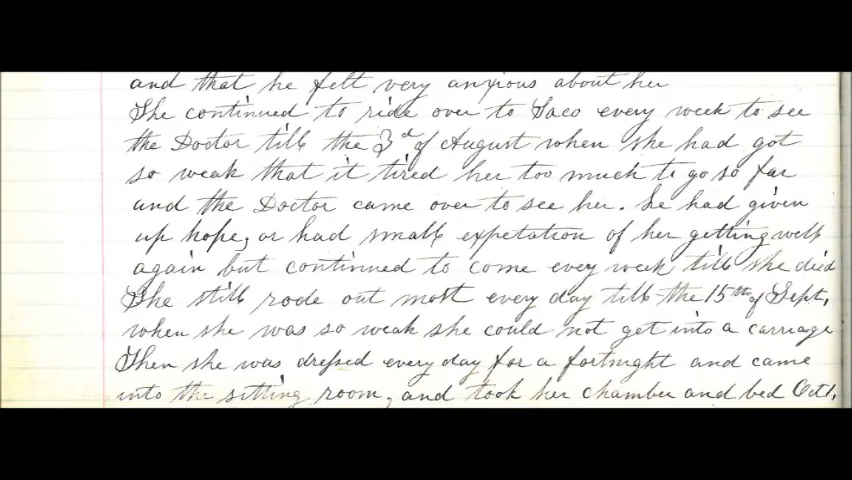 and that he felt very anxious about her
She continued to ride over to Saco every week to see
the Doctor till the 3d of August when she had got
so weak that it tired her too much to go so far
and the Doctor came over to see her. He had given
up hope, or had small expetation of her getting well
again but continued to come every week till she died
She still rode out most every day till the 15th of Sept,
when she was so weak she could not get into a carriage
Then she was dressed every day for a fortnight and came
into the sitting room, and took her chamber and bed Oct 1,